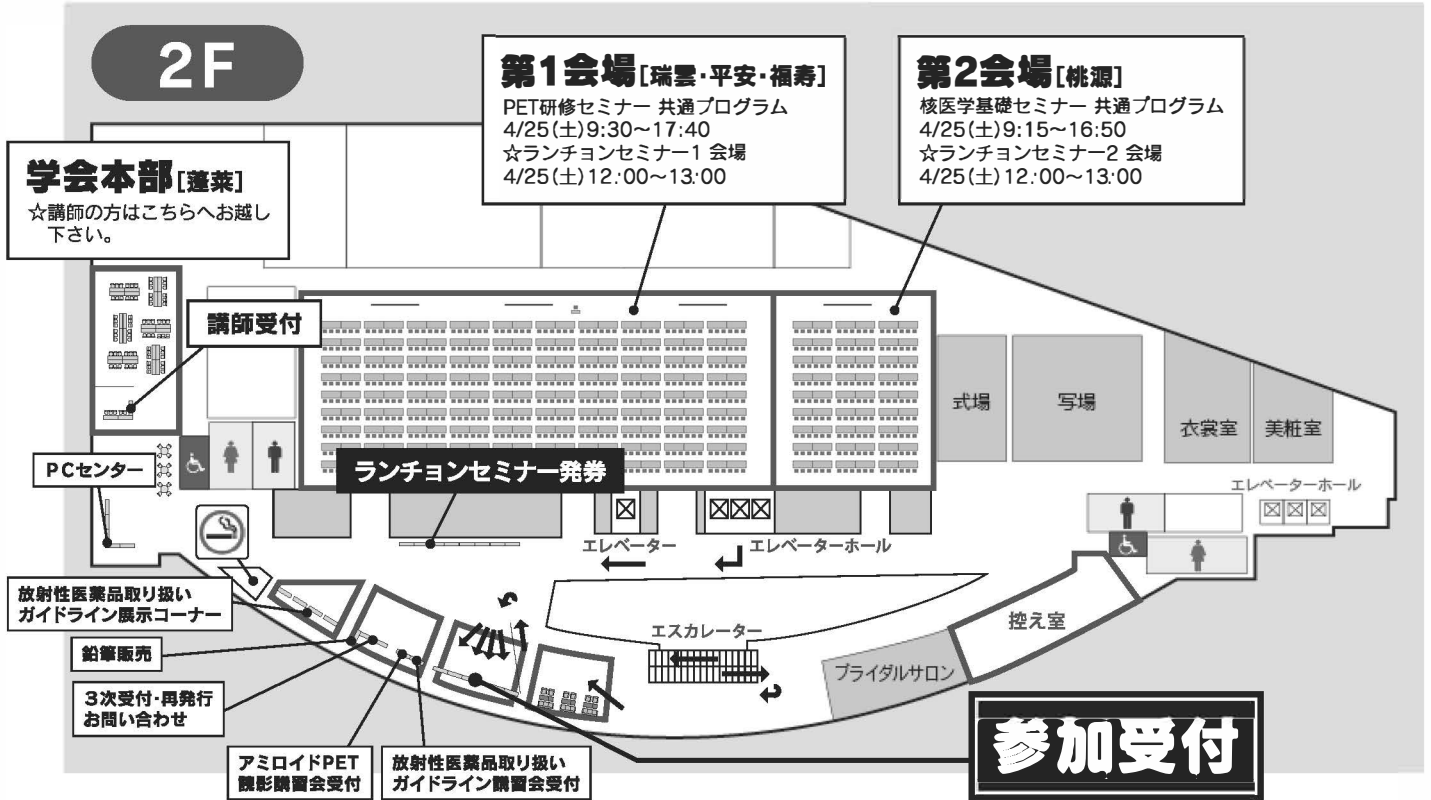 2F
第1会場[瑞雲・平安・福寿]
PET研修セミナー 共通プログラム
4/25(土)9:30〜17:40
☆ランチョンセミナー1 会場
4/25(土)12:00〜13:00
第2会場[桃源]
核医学基礎セミナー 共通プログラム
4/25(土)9:15〜16:50
☆ランチョンセミナー2 会場
4/25(土)12:00〜13:00
学会本部[蓬莱]
☆講師の方はこちらへお越し
下さい。
講師受付
式場
写場
衣裳室
美粧室
PCセンター
ランチョンセミナー発券
エレベーターホール
エレベーター
エレベーターホール
放射性医薬品取り扱い
ガイドライン展示コーナー
エスカレーター
控え室
鉛筆販売
ブライダルサロン
3次受付・再発行
お問い合わせ
参加受付
アミロイドPET
読影講習会受付
放射性医薬品取り扱い
ガイドライン講習会受付